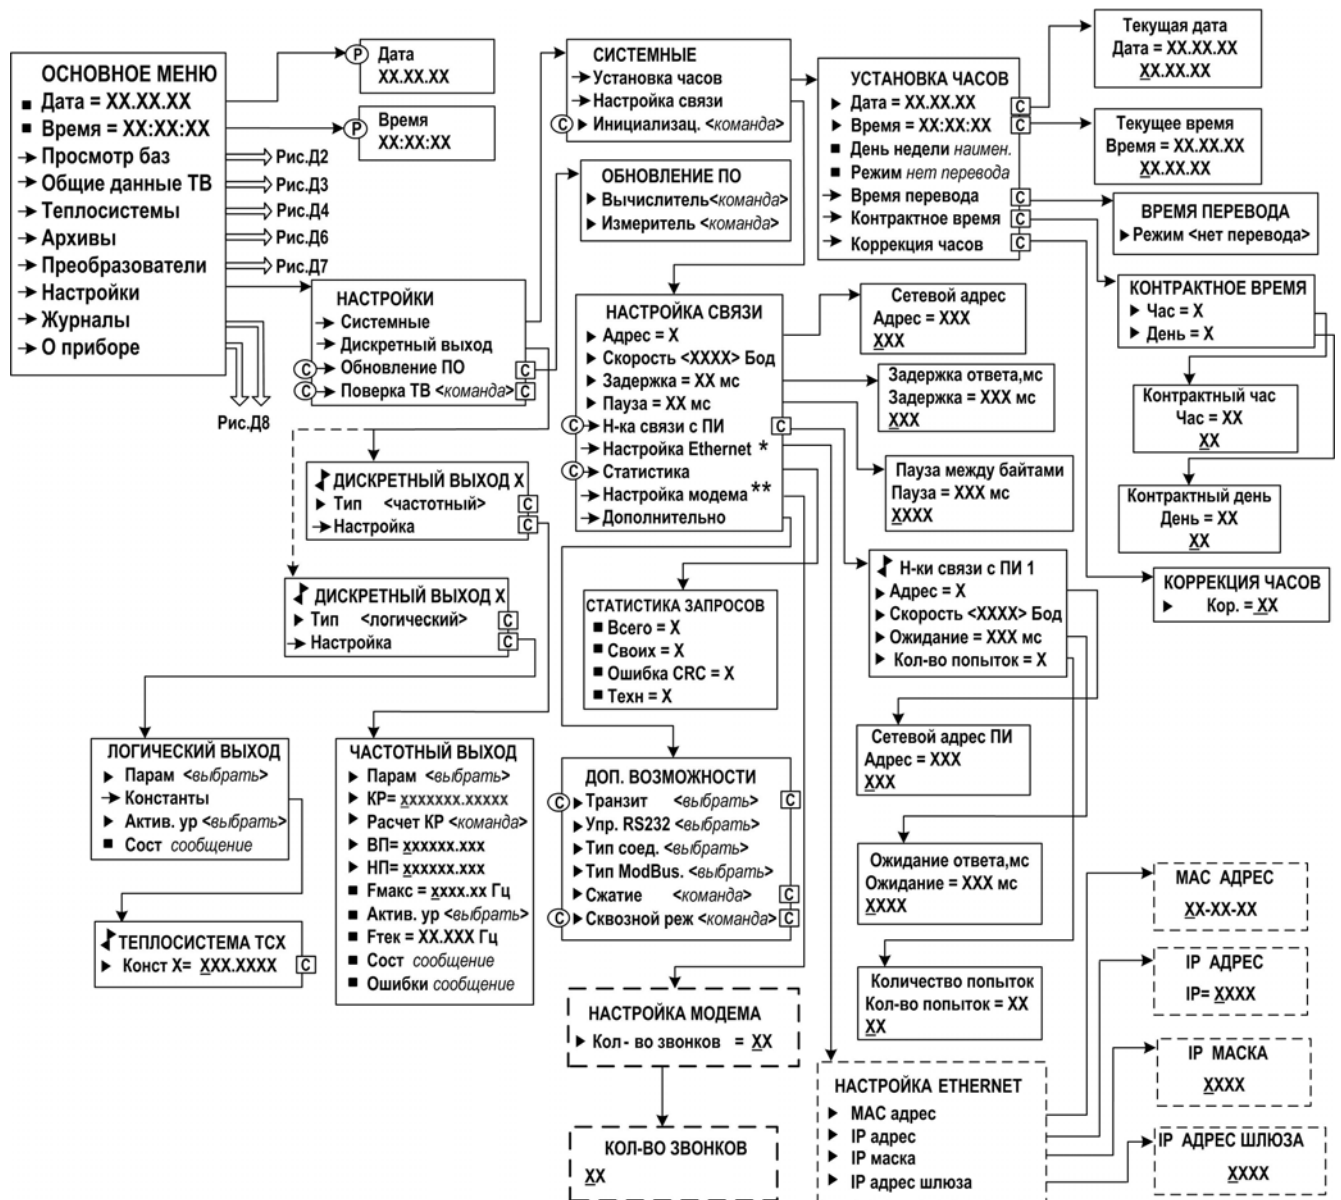 ОСНОВНОЕ МЕНЮ
Дата = XX.XX.XX
Время = XX:XX:XX
Просмотр баз
Общие данные ТВ
Теплосистемы
Архивы
Преобразователи
Настройки
Журналы
О приборе
Рис.Д2
Рис.Д3
Рис.Д4
Рис.Д6
Рис.Д7
Рис.Д8
Р
Дата
XX.XX.XX
Р
Время
XX:XX:XX
НАСТРОЙКИ
Системные
Дискретный выход
С Обновление ПО С
С Поверка ТВ <команда> С
СИСТЕМНЫЕ
Установка часов
Настройка связи
С Инициализац. <команда>
ОБНОВЛЕНИЕ ПО
Вычислитель<команда>
Измеритель <команда>
УСТАНОВКА ЧАСОВ
Дата = XX.XX.XX С
Время = XX:XX:XX С
День недели наимен.
Режим нет перевода
Время перевода С
Контрактное время С
Коррекция часов С
Текущая дата
Дата = XX.XX.XX
XX.XX.XX
Текущее время
Время = XX.XX.XX
XX.XX.XX
ВРЕМЯ ПЕРЕВОДА
Режим <нет перевода>
КОНТРАКТНОЕ ВРЕМЯ
Час = X
День = X
Контрактный час
Час = XX
XX
Контрактный день
День = XX
XX
КОРРЕКЦИЯ ЧАСОВ
Кор. = XX
НАСТРОЙКА СВЯЗИ
Адрес = X
Скорость <XXXX> Бод
Задержка = XX мс
Пауза = XX мс
С Н-ка связи с ПИ С
Настройка Ethernet *
С Статистика
Настройка модема **
Дополнительно
Сетевой адрес
Адрес = XXX
XXX
Задержка ответа,мс
Задержка = XXX мс
XXX
Пауза между байтами
Пауза = XXX мс
XXXX
Н-ки связи с ПИ 1
Адрес = X
Скорость <XXXX> Бод
Ожидание = XXX мс
Кол-во попыток = X
Сетевой адрес ПИ
Адрес = XXX
XXX
Ожидание ответа,мс
Ожидание = XXX мс
XXXX
Количество попыток
Кол-во попыток = XX
XX
ДИСКРЕТНЫЙ ВЫХОД X
Тип <частотный> С
Настройка С
ДИСКРЕТНЫЙ ВЫХОД X
Тип <логический> С
Настройка С
СТАТИСТИКА ЗАПРОСОВ
Всего = X
Своих = X
Ошибка CRC = X
Техн = X
ЛОГИЧЕСКИЙ ВЫХОД
Парам <выбрать>
Константы
Актив. ур <выбрать>
Сост сообщение
ТЕПЛОСИСТЕМА ТСX
Конст X= XXX.XXXX С
ЧАСТОТНЫЙ ВЫХОД
Парам <выбрать>
КР= xxxxxxx.xxxxx
Расчет КР <команда>
ВП= xxxxxx.xxx
НП= xxxxxx.xxx
Fмакс = xxxx.xx Гц
Актив. ур <выбрать>
Fтек = XX.XXX Гц
Сост сообщение
Ошибки сообщение
ДОП. ВОЗМОЖНОСТИ
С Транзит <выбрать> С
Упр. RS232 <выбрать>
Тип соед. <выбрать>
Тип ModBus. <выбрать>
Сжатие <команда> С
С Сквозной реж <команда> С
НАСТРОЙКА МОДЕМА
Кол- во звонков = XX
КОЛ-ВО ЗВОНКОВ
XX
НАСТРОЙКА ETHERNET
MAC адрес
IP адрес
IP маска
IP адрес шлюза
MAC АДРЕС
XX-XX-XX
IP АДРЕС
IP= XXXX
IP МАСКА
XXXX
IP АДРЕС ШЛЮЗА
XXXX